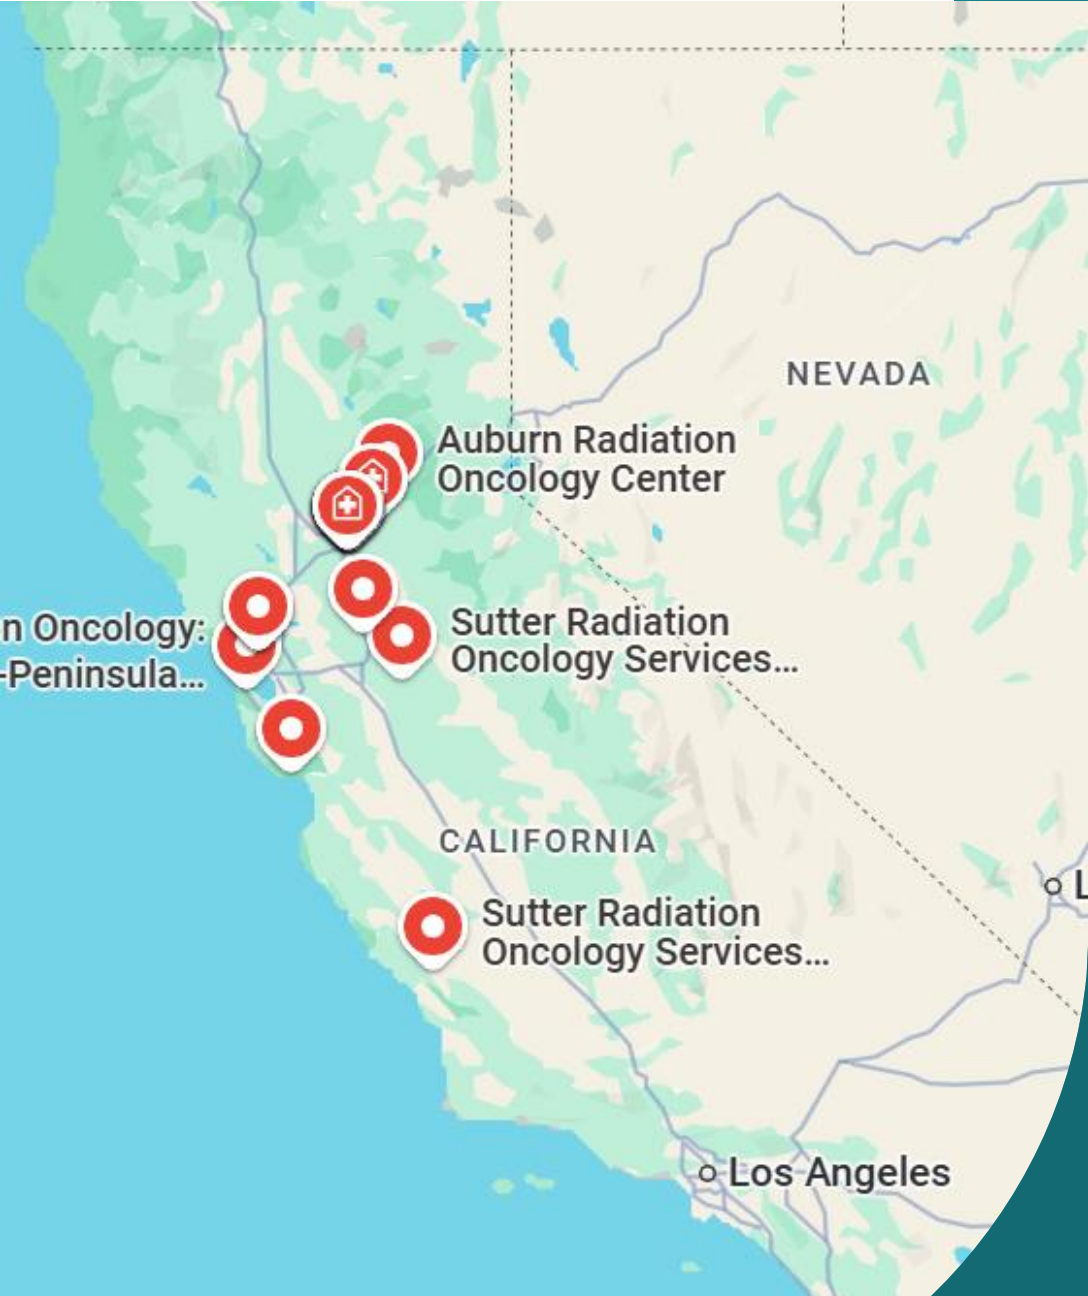 NEVADA
Auburn Radiation
Oncology Center
n Oncology:
-Peninsula...
Sutter Radiation
Oncology Services...
CALIFORNIA
L
Sutter Radiation
Oncology Services...
Los Angeles